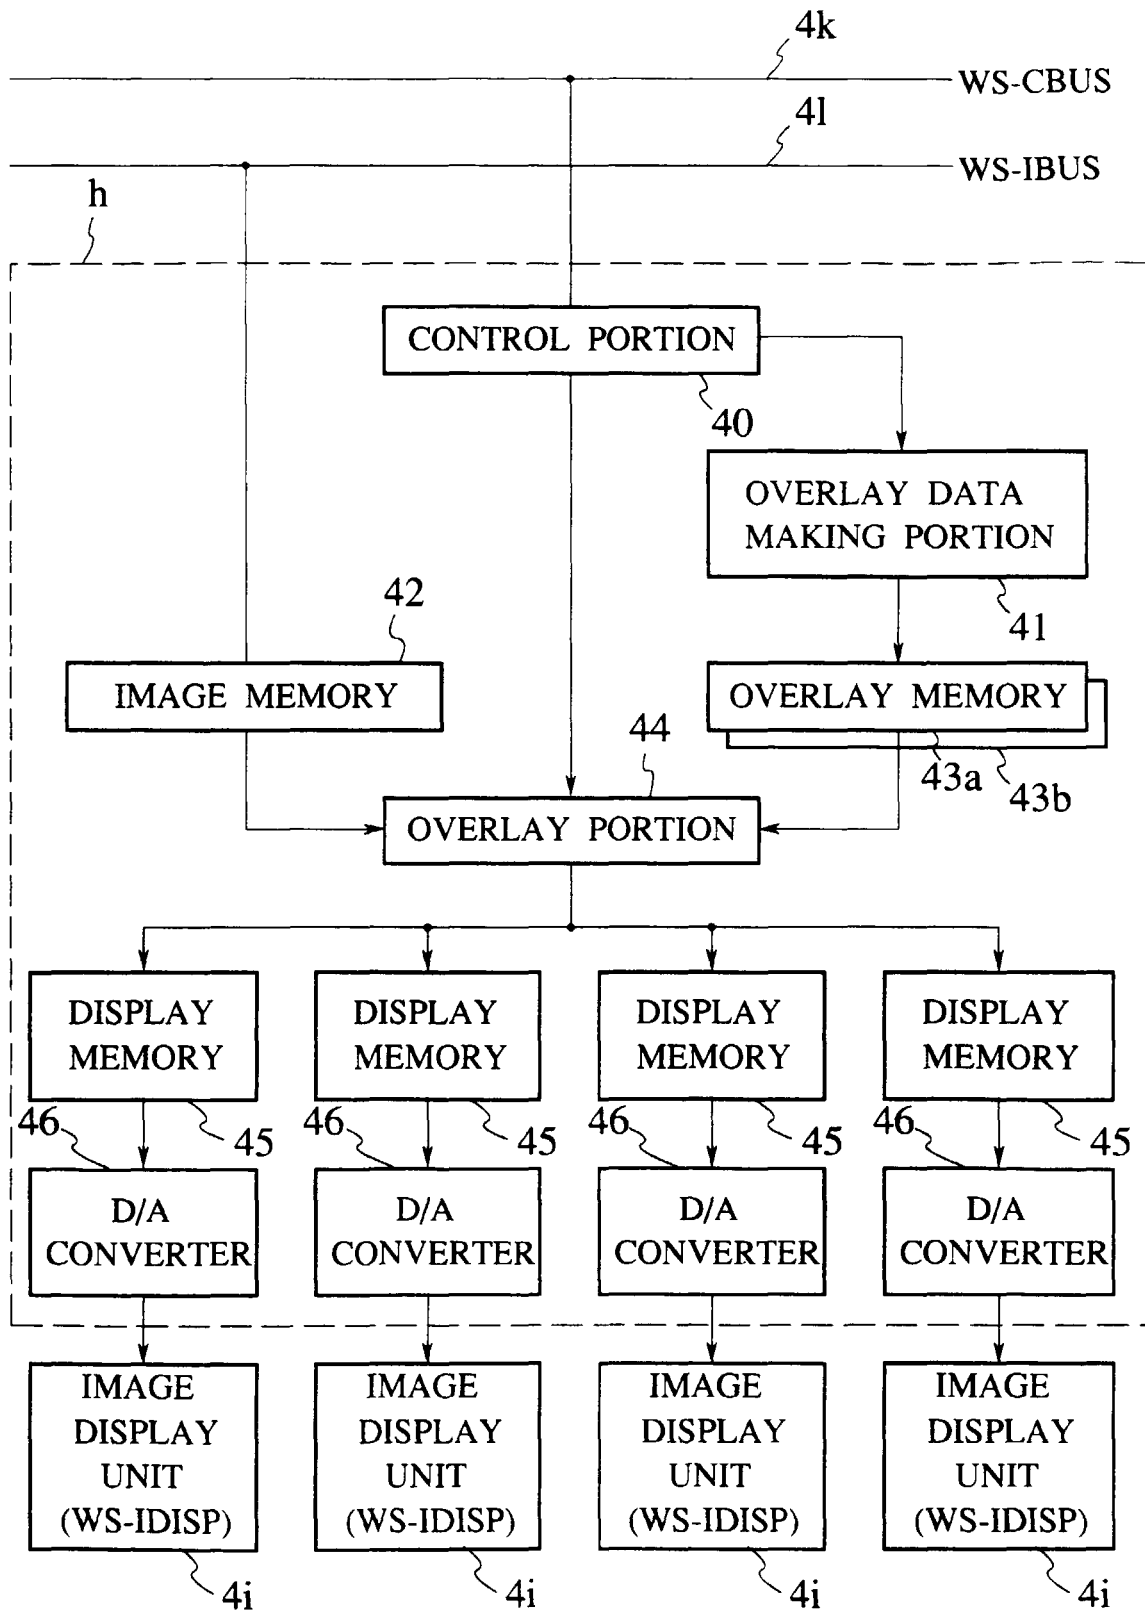 4k
WS-CBUS
4l
WS-IBUS
h
CONTROL PORTION
40
OVERLAY DATA
MAKING PORTION
41
42
IMAGE MEMORY
OVERLAY MEMORY
43a
43b
44
OVERLAY PORTION
DISPLAY
MEMORY
DISPLAY
MEMORY
DISPLAY
MEMORY
DISPLAY
MEMORY
46
45
46
45
46
45
46
45
D/A
CONVERTER
D/A
CONVERTER
D/A
CONVERTER
D/A
CONVERTER
IMAGE
DISPLAY
UNIT
(WS-IDISP)
IMAGE
DISPLAY
UNIT
(WS-IDISP)
IMAGE
DISPLAY
UNIT
(WS-IDISP)
IMAGE
DISPLAY
UNIT
(WS-IDISP)
4i
4i
4i
4i